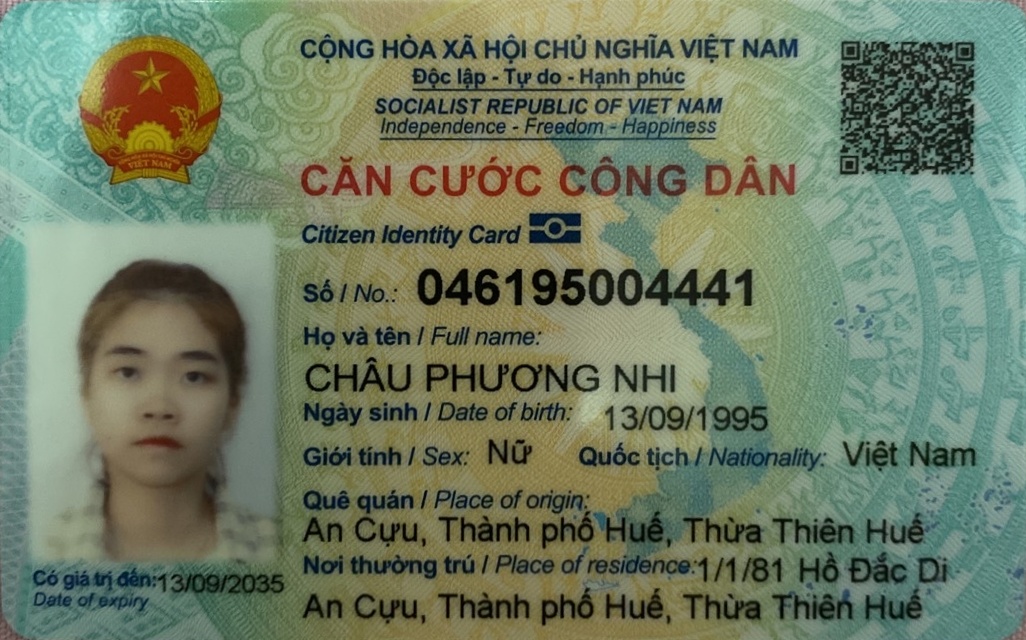 CỘNG HÒA XÃ HỘI CHỦ NGHĨA VIỆT NAM
Độc lập - Tự do - Hạnh phúc
SOCIALIST REPUBLIC OF VIET NAM
Independence - Freedom - Happiness
VIỆT NAM
CĂN CƯỚC CÔNG DÂN
Citizen Identity Card
Số / No.: 046195004441
Họ và tên / Full name:
CHÂU PHƯƠNG NHI
Ngày sinh / Date of birth: 13/09/1995
Giới tính / Sex: Nữ Quốc tịch / Nationality: Việt Nam
Quê quán / Place of origin:
An Cựu, Thành phố Huế, Thừa Thiên Huế
Nơi thường trú / Place of residence: 1/1/81 Hồ Đắc Di
An Cựu, Thành phố Huế, Thừa Thiên Huế
Có giá trị đến: 13/09/2035
Date of expiry